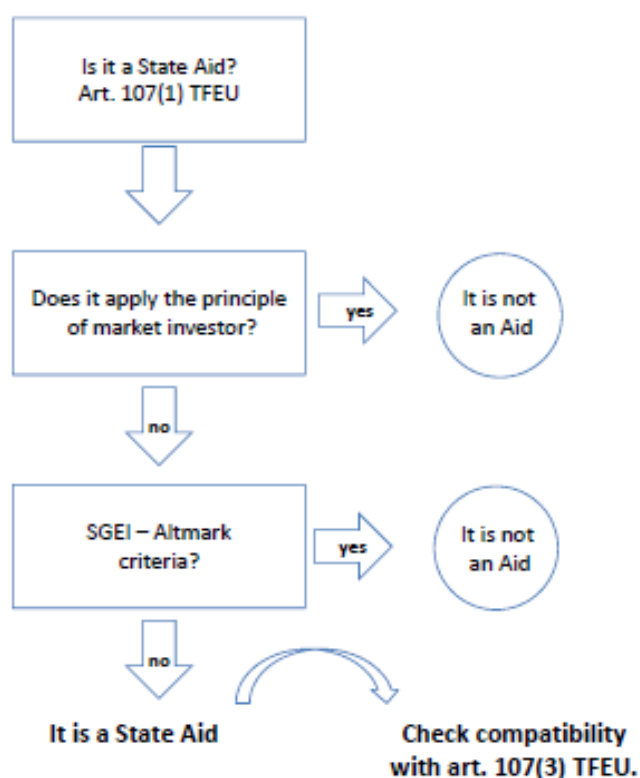 Is it a State Aid?
Art. 107(1) TFEU
Does it apply the principle
of market investor?
yes
It is not
an Aid
no
SGEI – Altmark
criteria?
yes
It is not
an Aid
no
It is a State Aid
Check compatibility
with art. 107(3) TFEU.